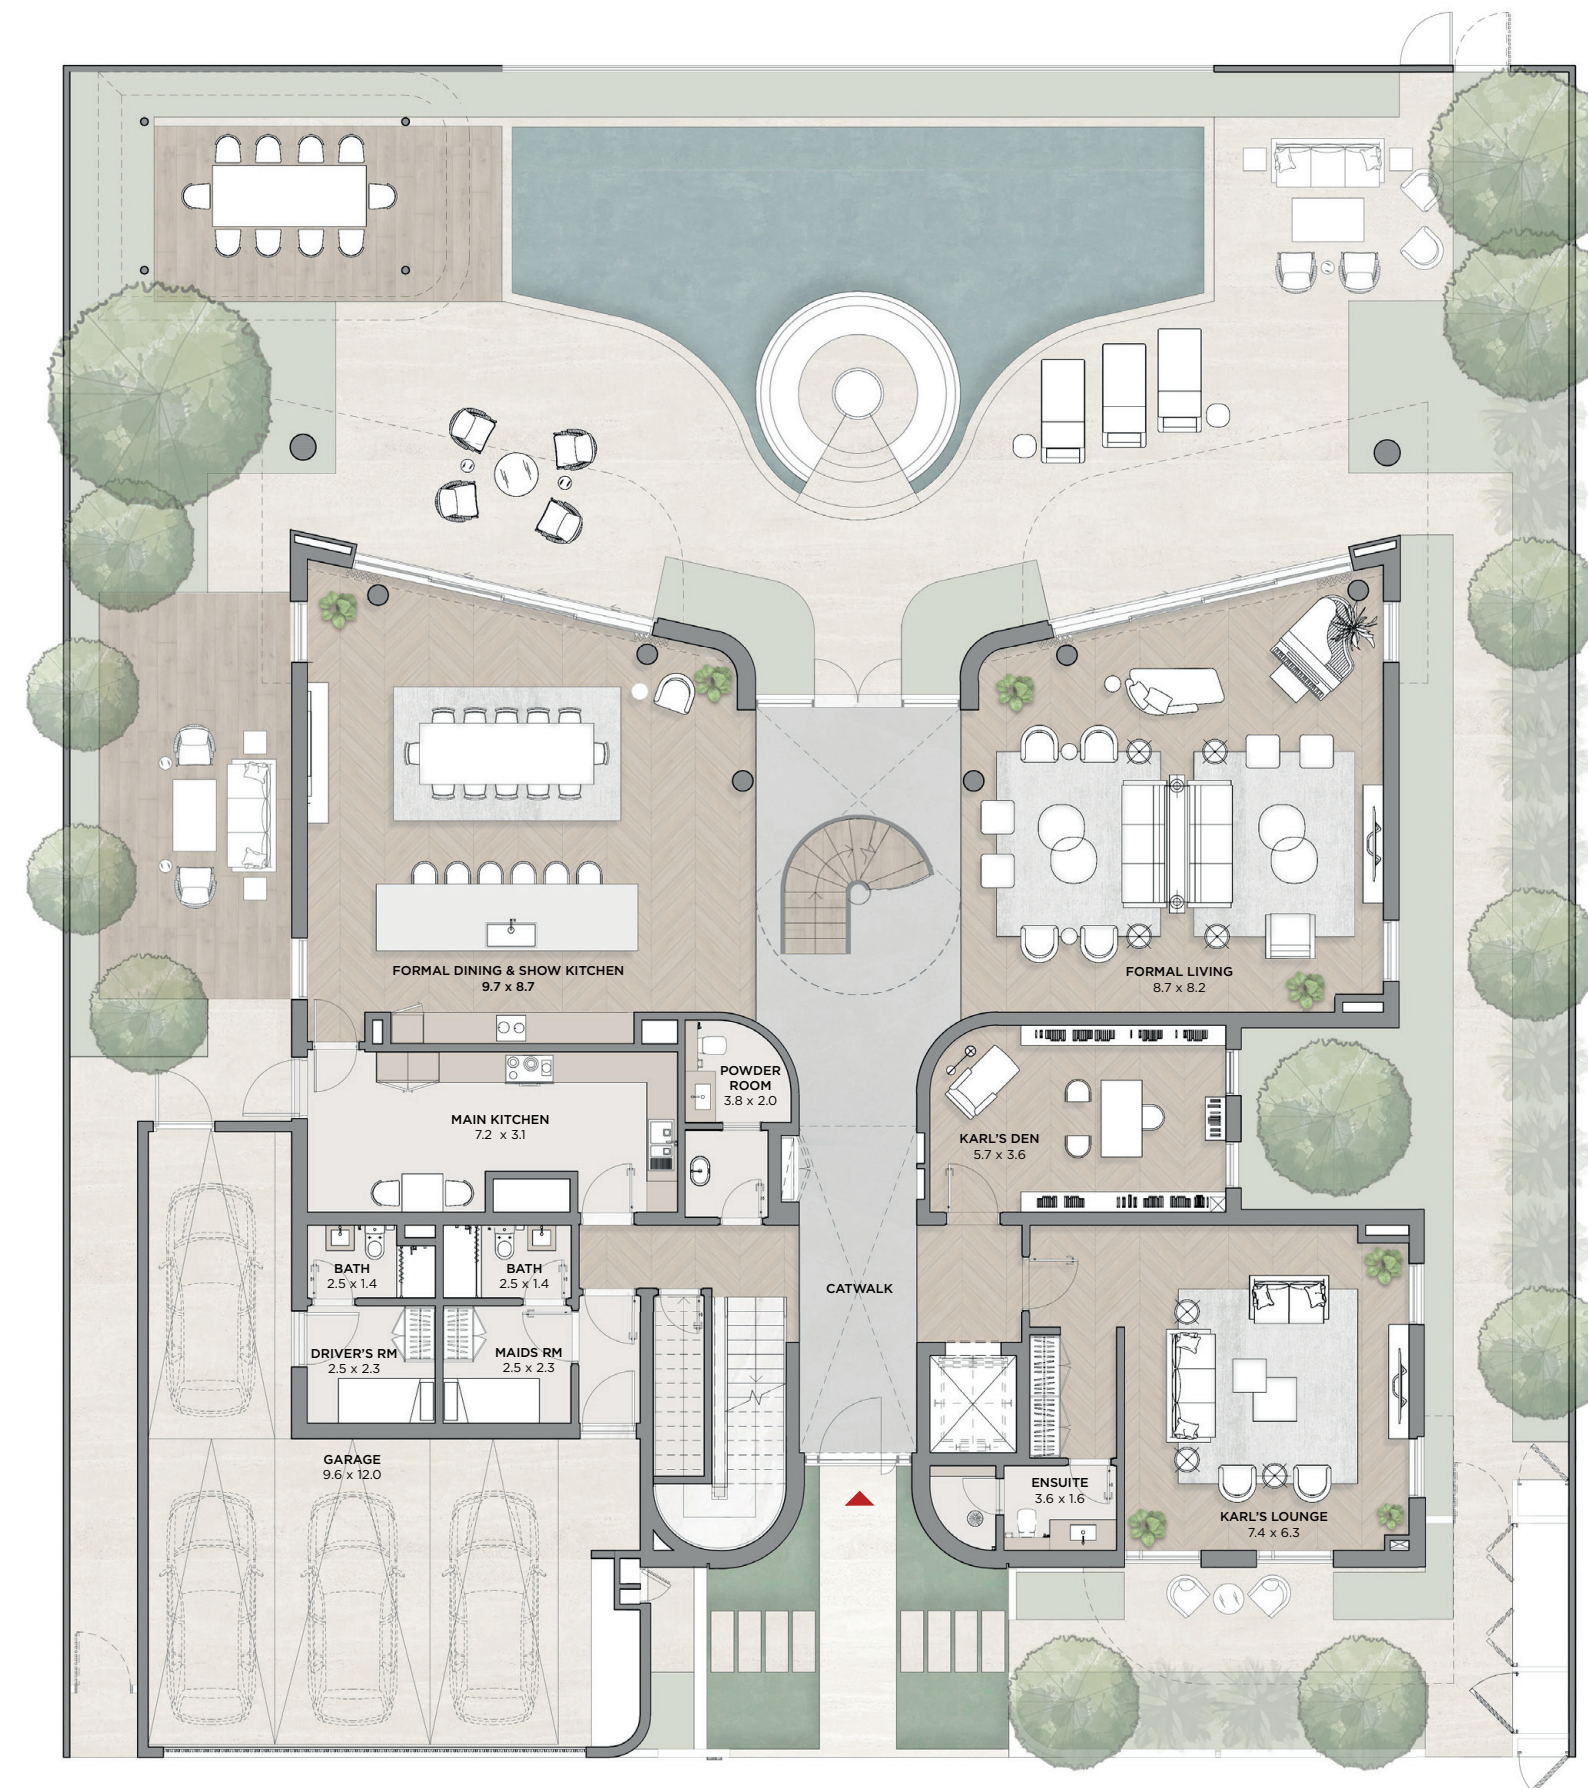 FORMAL DINING & SHOW KITCHEN
9.7 x 8.7
FORMAL LIVING
8.7 x 8.2
POWDER
ROOM
3.8 x 2.0
MAIN KITCHEN
7.2 x 3.1
KARL'S DEN
5.7 x 3.6
BATH
2.5 x 1.4
BATH
2.5 x 1.4
CATWALK
DRIVER'S RM
2.5 x 2.3
MAIDS RM
2.5 x 2.3
GARAGE
9.6 x 12.0
ENSUITE
3.6 x 1.6
KARL'S LOUNGE
7.4 x 6.3